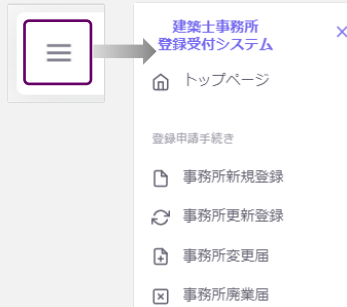 建築士事務所
登録受付システム
トップページ
登録申請手続き
事務所新規登録
事務所更新登録
事務所変更届
事務所廃業届